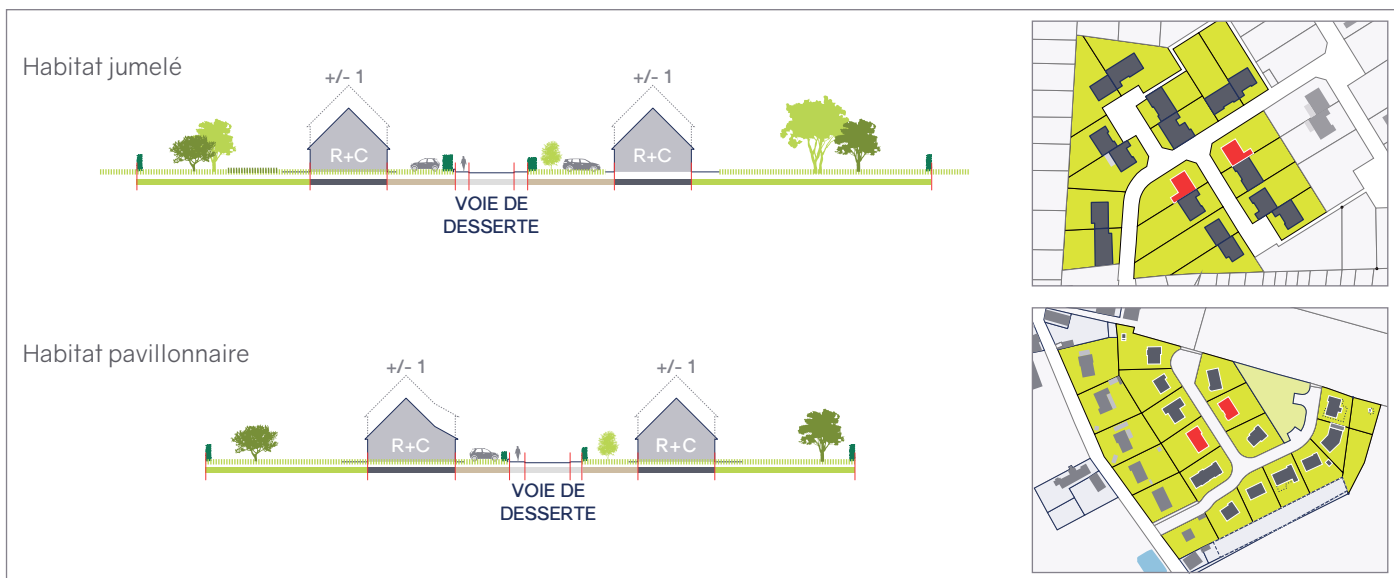 Habitat jumelé
+/- 1
+/- 1
R+C
R+C
VOIE DE
DESSERTE
Habitat pavillonnaire
+/- 1
+/- 1
R+C
R+C
VOIE DE
DESSERTE